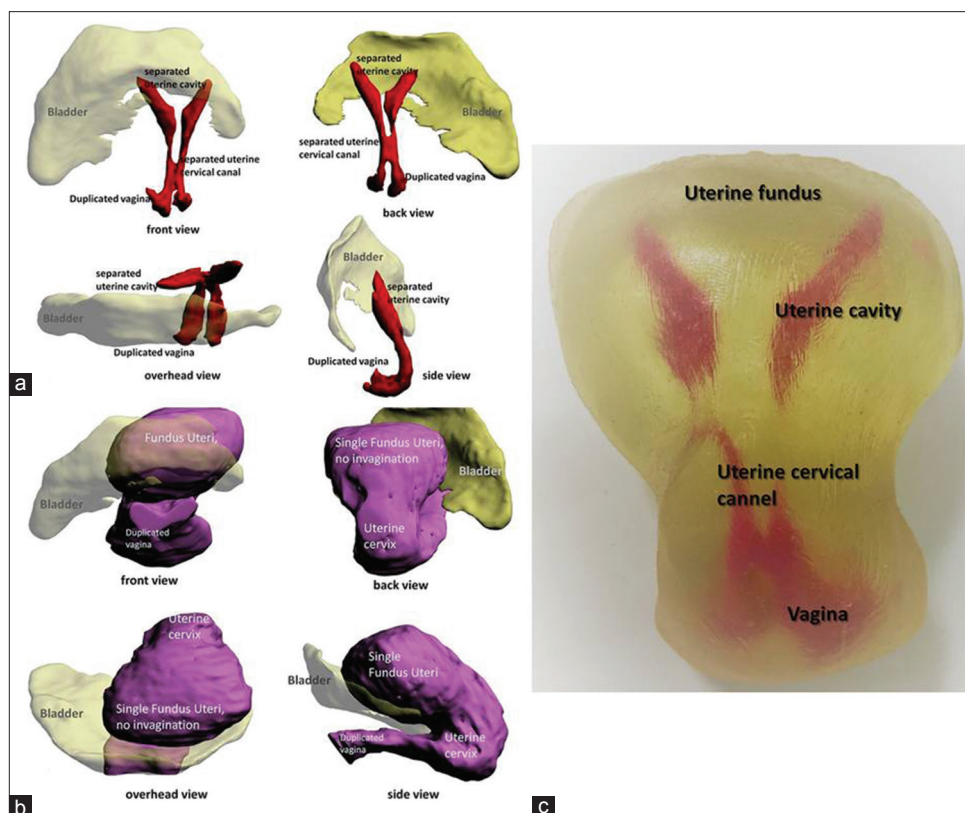 separated
uterine cavity
Bladder
separated uterine
cervical canal
Duplicated vagina
front view
separated
uterine cavity
Bladder
separated uterine
cervical canal
Duplicated vagina
back view
separated
uterine cavity
Bladder
Duplicated vagina
overhead view
Bladder
separated
uterine cavity
Duplicated vagina
side view
a
Fundus Uteri,
Bladder
Duplicated
vagina
front view
Single Fundus Uteri,
no invagination
Bladder
Uterine
cervix
back view
Uterine
cervix
Bladder
Single Fundus Uteri,
no invagination
overhead view
Single
Fundus Uteri
Bladder
Duplicated
vagina
Uterine
cervix
side view
b
Uterine fundus
Uterine cavity
Uterine cervical
cannel
Vagina
c